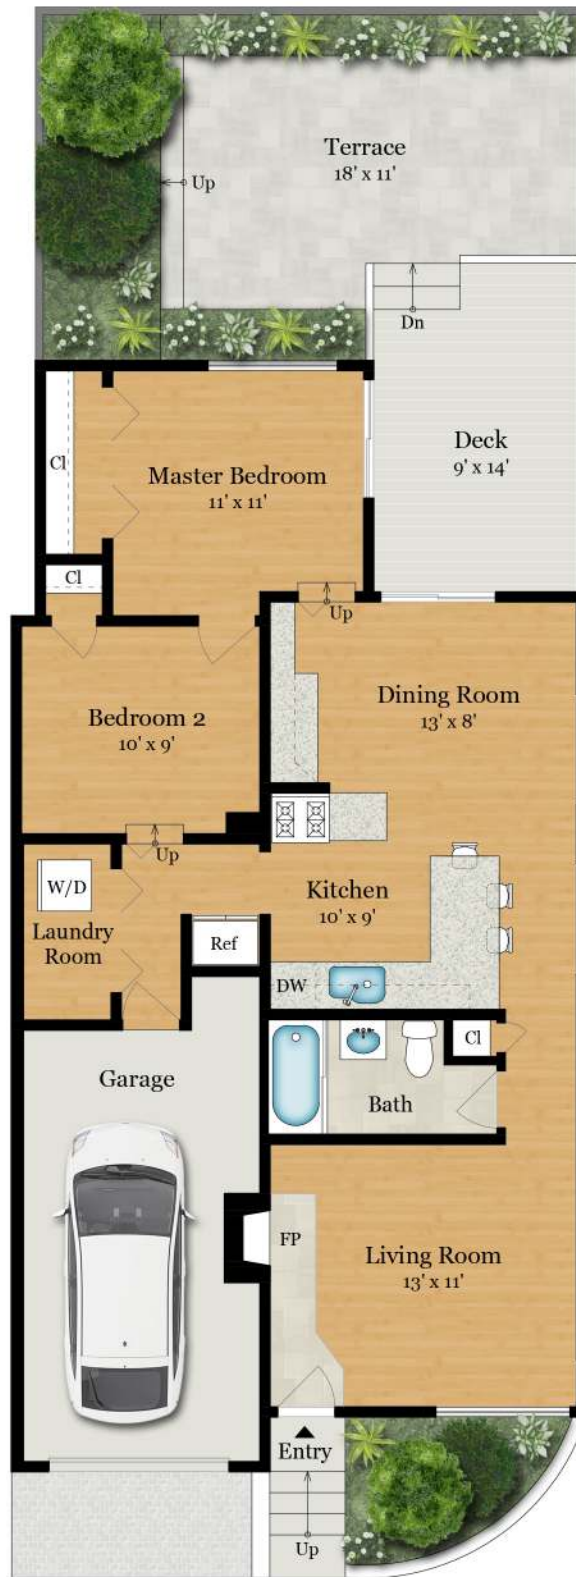 Terrace
18' x 11'
Up
Dn
Deck
9' x 14'
Cl
Master Bedroom
11' x 11'
Cl
Up
Bedroom 2
10' x 9'
Dining Room
13' x 8'
Up
W/D
Laundry
Room
Kitchen
10' x 9'
Ref
DW
Cl
Garage
Bath
FP
Living Room
13' x 11'
Entry
Up